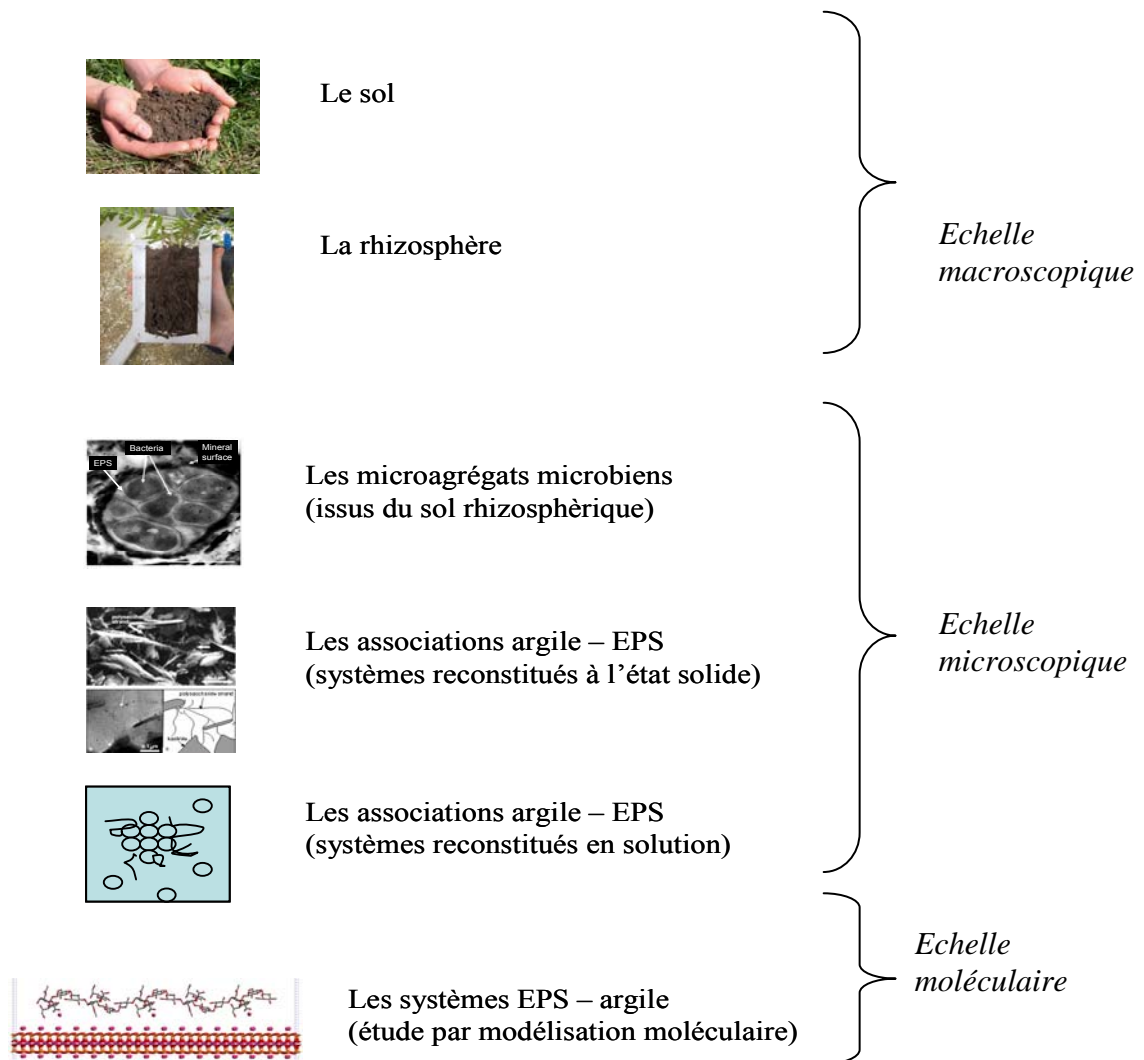 Le sol
La rhizosphère
Echelle
macroscopique
EPS
Bacteria
Mineral
surface
Les microagrégats microbiens
(issus du sol rhizosphèrique)
Les associations argile – EPS
(systèmes reconstitués à l'état solide)
Echelle
microscopique
polysaccharide strand
Les associations argile – EPS
(systèmes reconstitués en solution)
Echelle
moléculaire
Les systèmes EPS – argile
(étude par modélisation moléculaire)